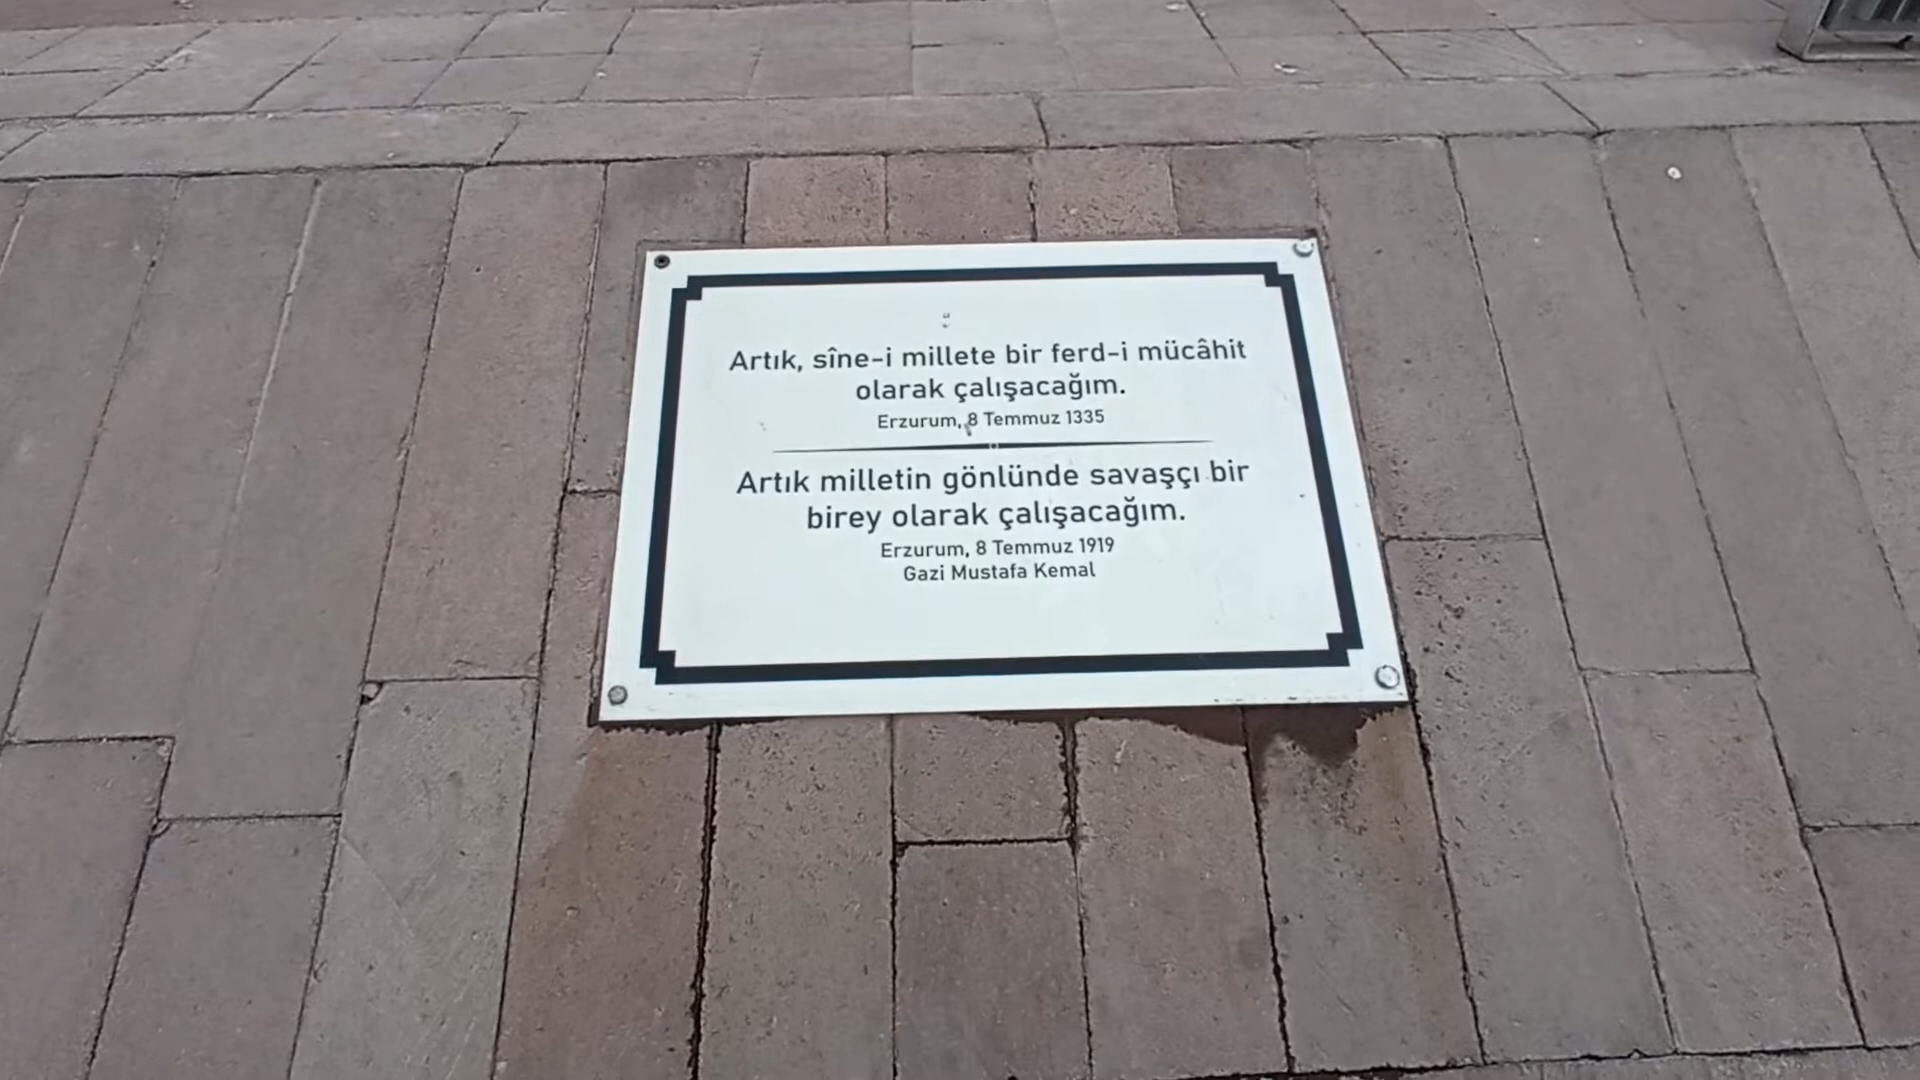 Artık, sîne-i millete bir ferd-i mücâhit
olarak çalışacağım.
Erzurum, 8 Temmuz 1335
Artık milletin gönlünde savaşçı bir
birey olarak çalışacağım.
Erzurum, 8 Temmuz 1919
Gazi Mustafa Kemal